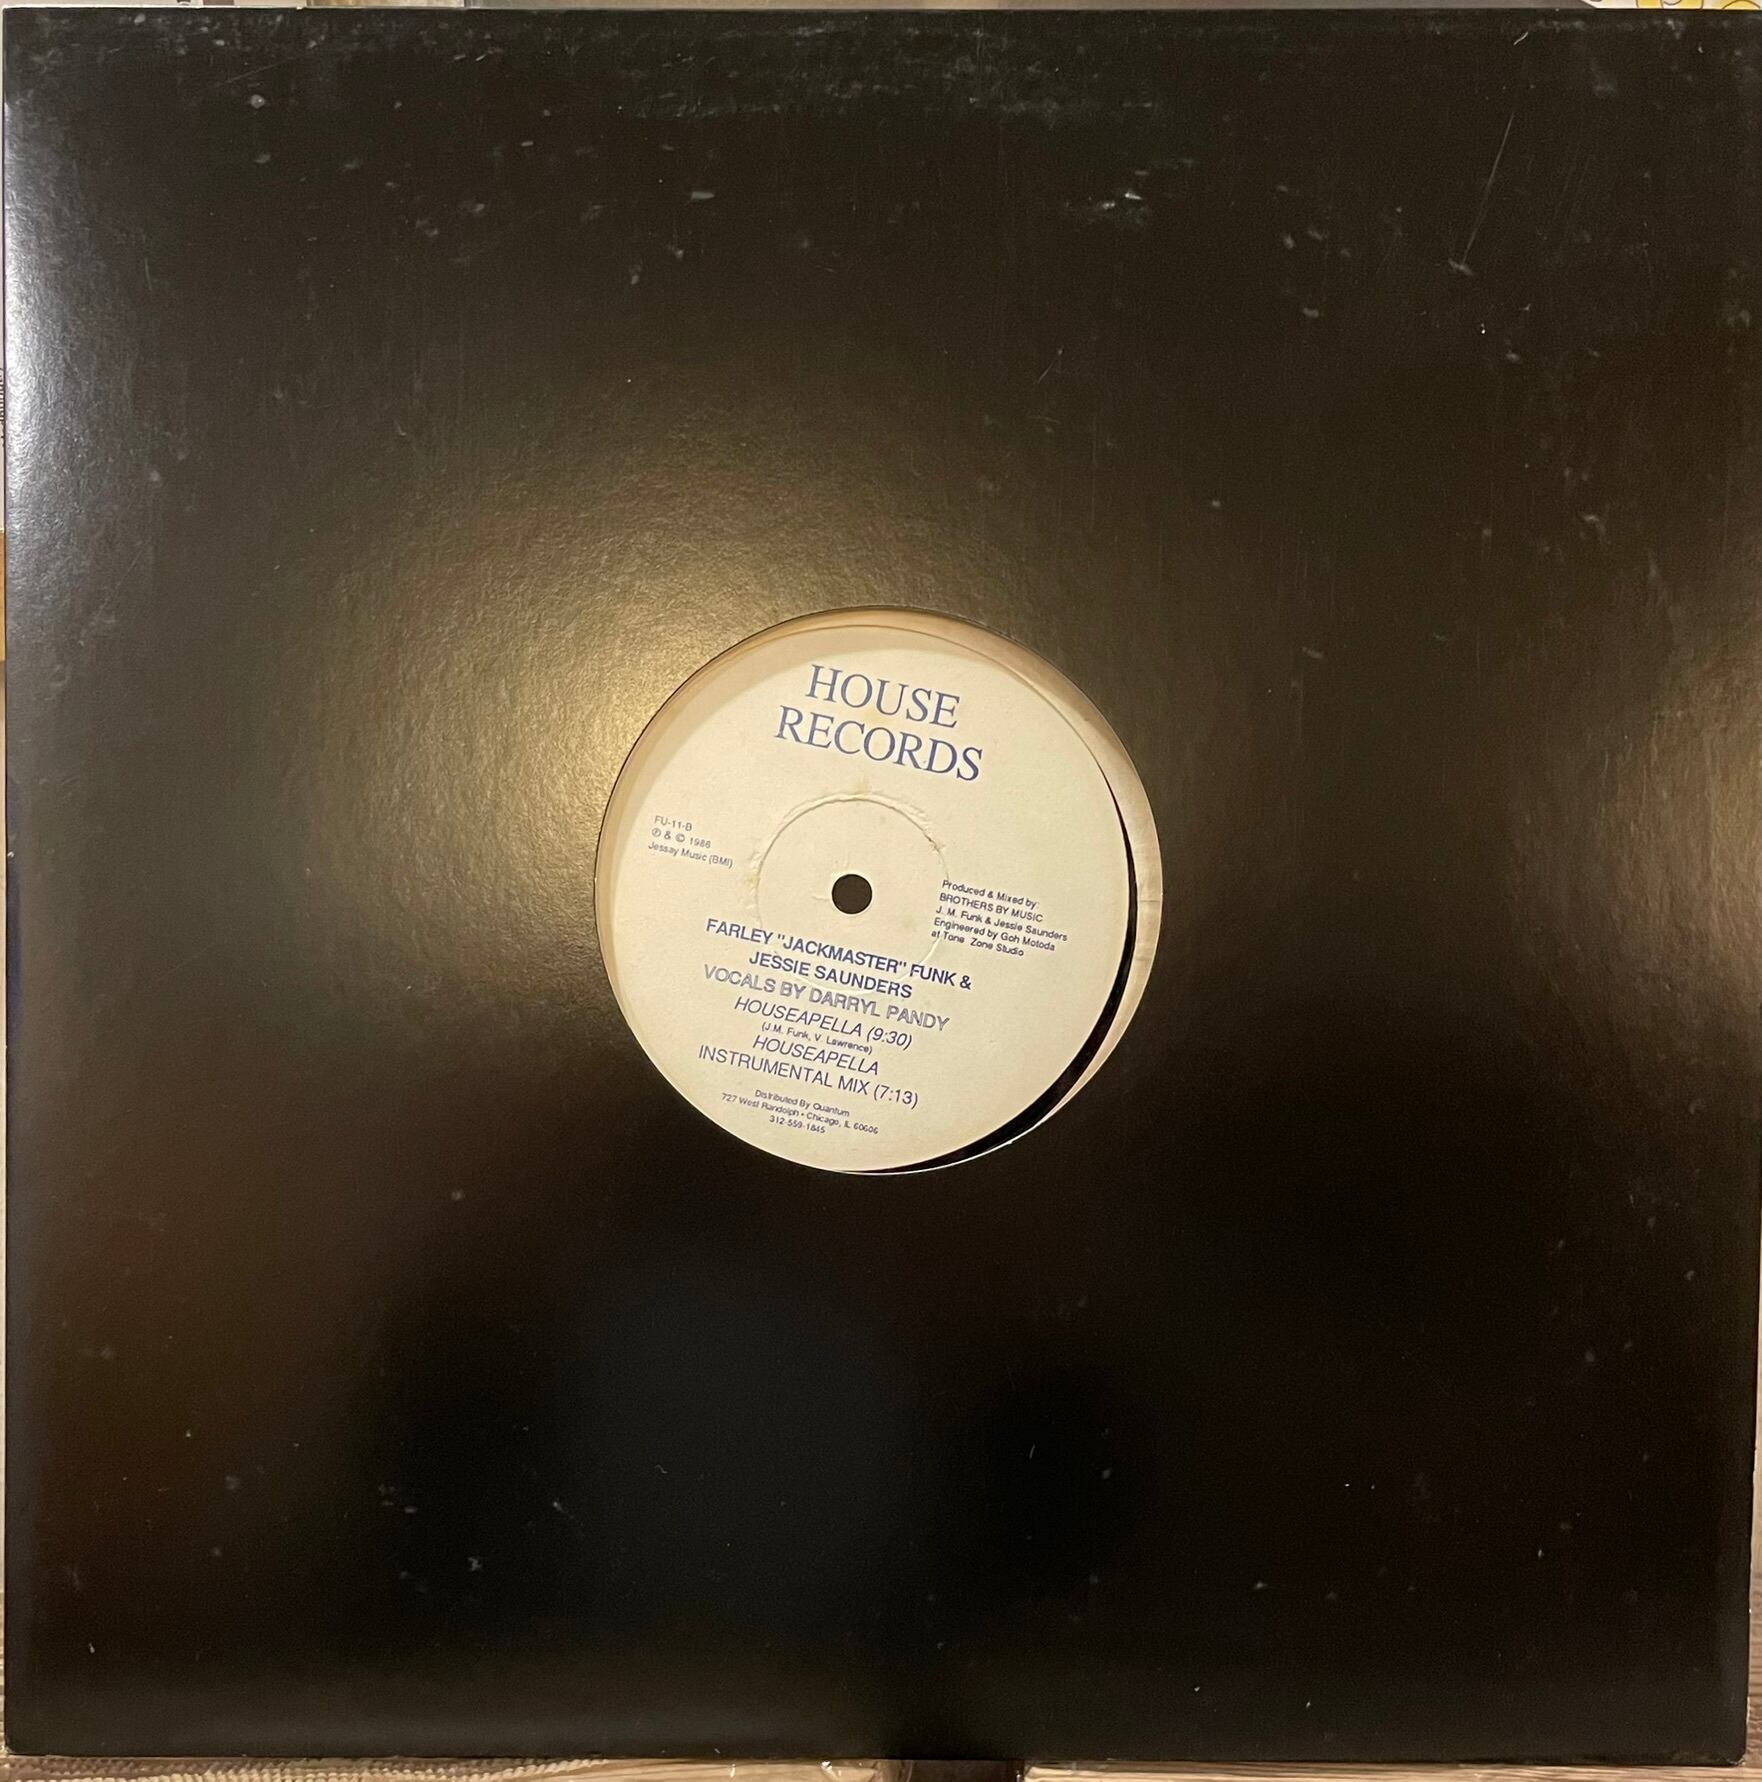 HOUSE
RECORDS
FU-11-B
℗ & © 1986
Jessay Music (BMI)
Produced & Mixed by:
BROTHERS BY MUSIC
J. M. Funk & Jessie Saunders
Engineered by Goh Motoda
at Tone Zone Studio
FARLEY "JACKMASTER" FUNK &
JESSIE SAUNDERS
VOCALS BY DARRYL PANDY
HOUSEAPELLA (9:30)
(J.M. Funk, V. Lawrence)
HOUSEAPELLA
INSTRUMENTAL MIX (7:13)
Distributed By Quantum
727 West Randolph • Chicago, IL 60606
312-559-1845